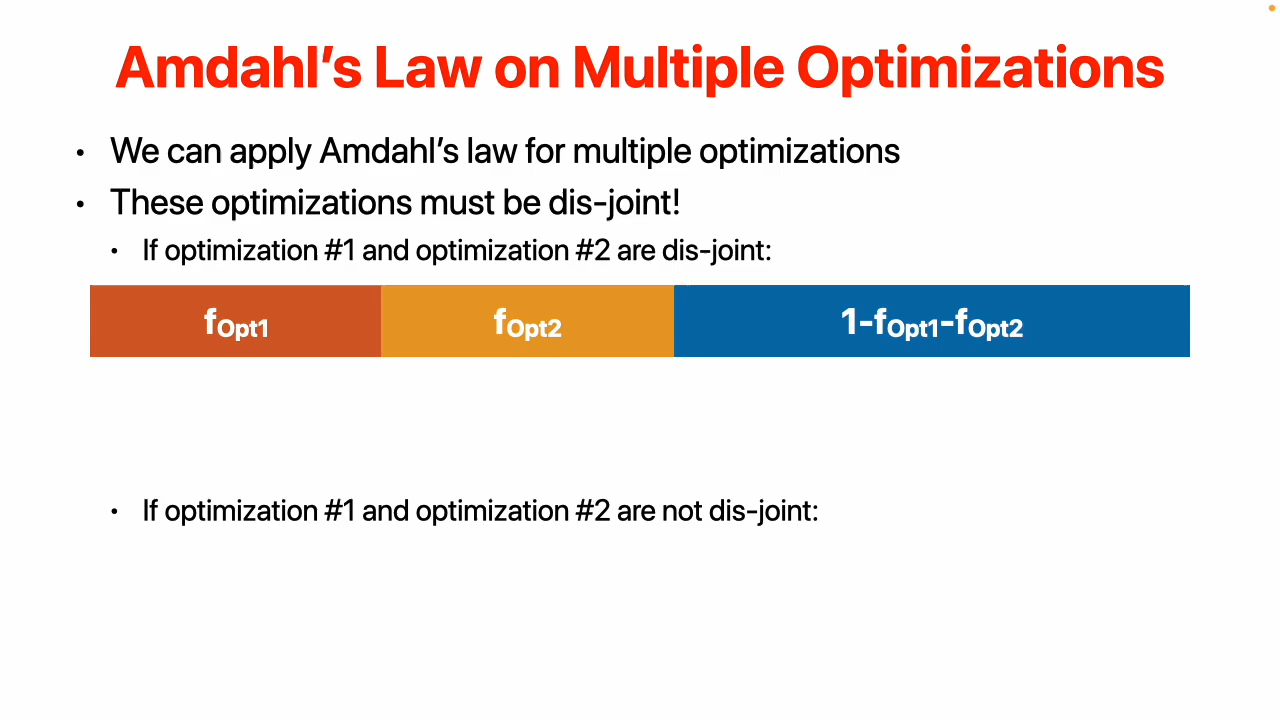 Amdahl’s Law on Multiple Optimizations
• We can apply Amdahl’s law for multiple optimizations
• These optimizations must be dis-joint!
• If optimization #1 and optimization #2 are dis-joint:
fOpt1 fOpt2 1-fOpt1-fOpt2
• If optimization #1 and optimization #2 are not dis-joint: